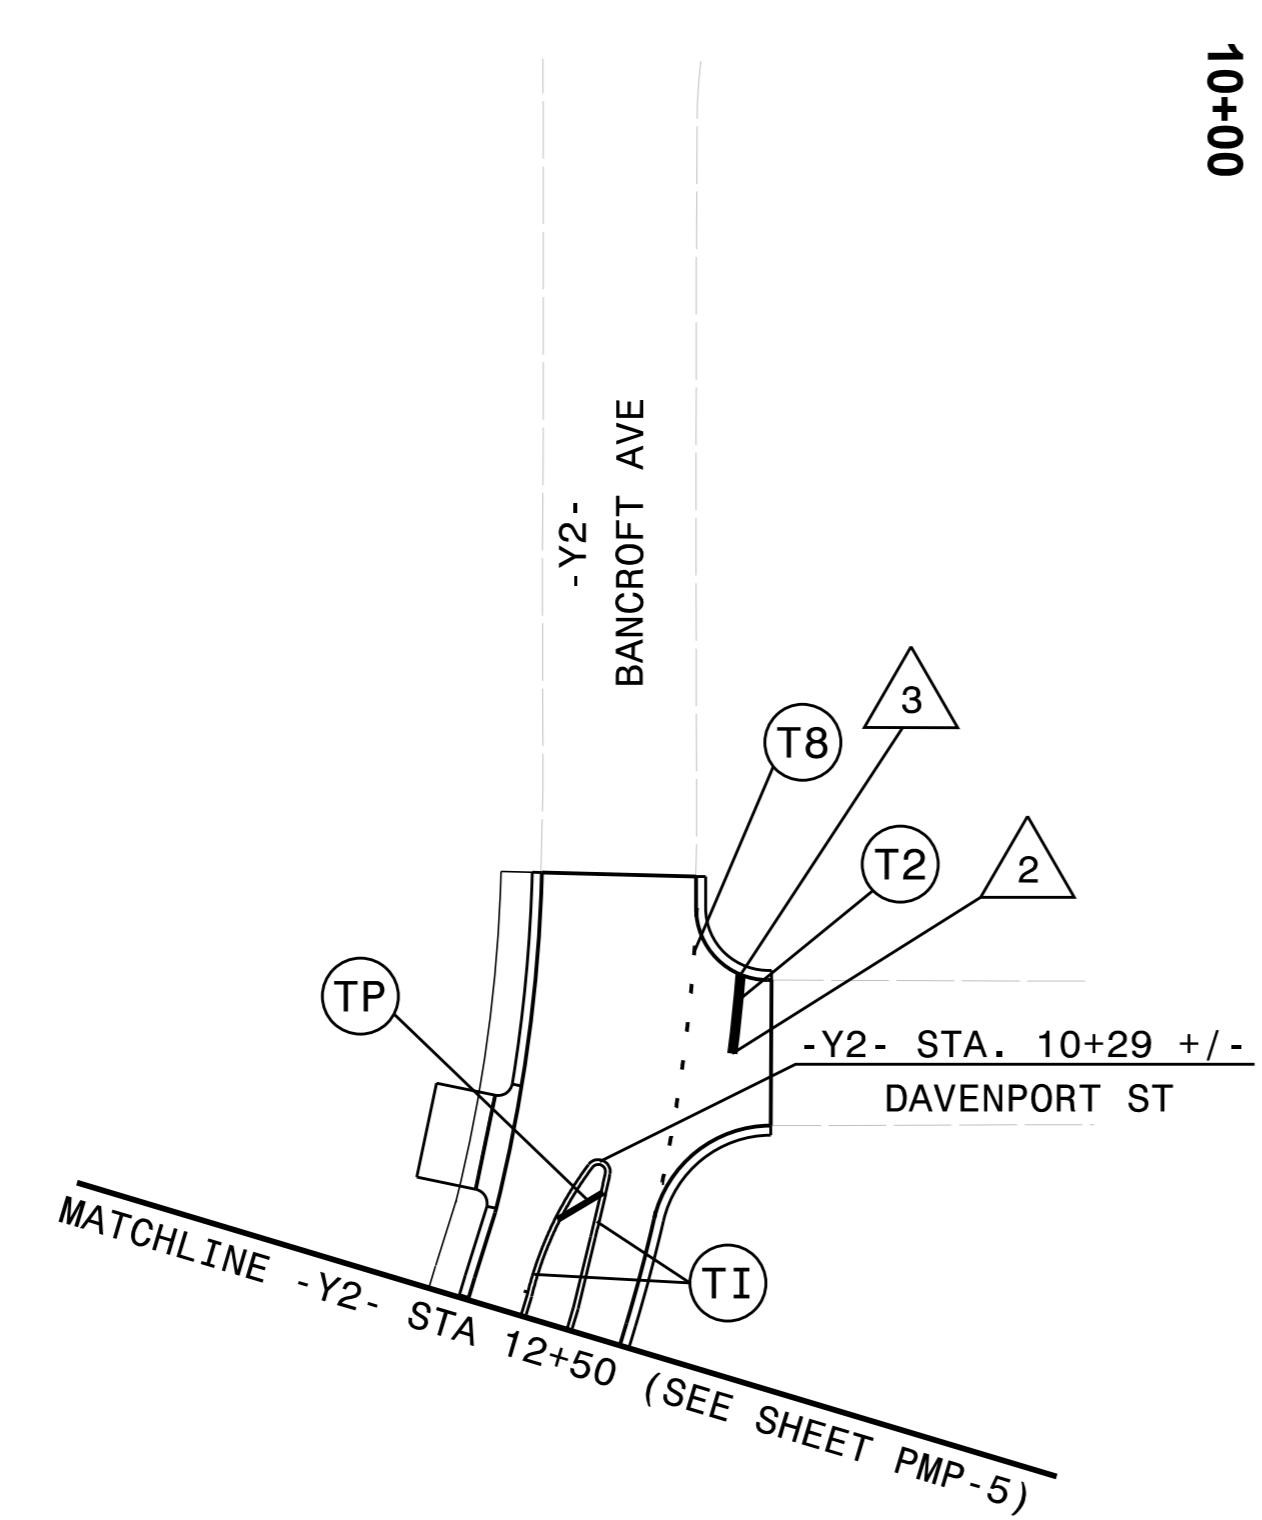 10+00
-Y2-
BANCROFT AVE
3
T8
T2
2
TP
-Y2- STA. 10+29 +/-
DAVENPORT ST
TI
MATCHLINE -Y2- STA 12+50 (SEE SHEET PMP-5)